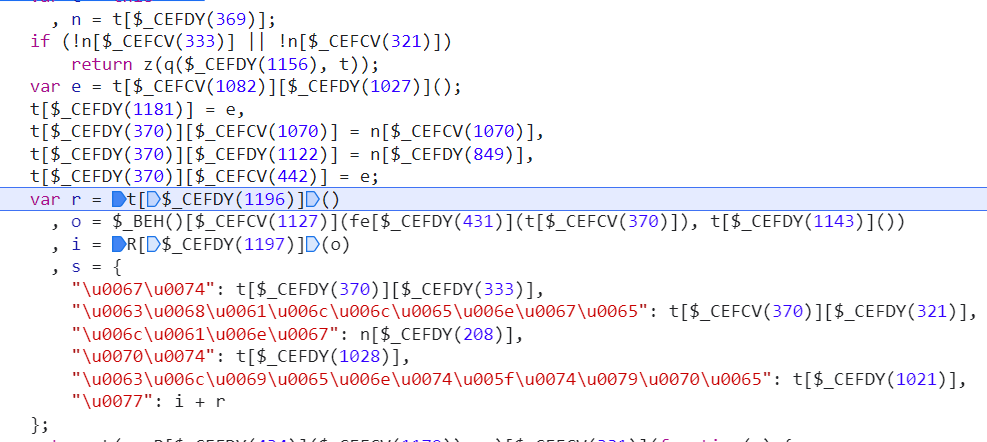 , n = t[$_CEFDY(369)];
if (!n[$_CEFCV(333)] || !n[$_CEFCV(321)])
return z(q($_CEFDY(1156), t));
var e = t[$_CEFCV(1082)][$_CEFDY(1027)]();
t[$_CEFDY(1181)] = e,
t[$_CEFDY(370)][$_CEFCV(1070)] = n[$_CEFCV(1070)],
t[$_CEFDY(370)][$_CEFDY(1122)] = n[$_CEFDY(849)],
t[$_CEFDY(370)][$_CEFCV(442)] = e;
var r = t[$_CEFDY(1196)]()
, o = $_BEH()[$_CEFCV(1127)](fe[$_CEFDY(431)](t[$_CEFCV(370)]), t[$_CEFDY(1143)]())
, i = R[$_CEFDY(1197)](o)
, s = {
"\u0067\u0074": t[$_CEFDY(370)][$_CEFDY(333)],
"\u0063\u0068\u0061\u006c\u006c\u0065\u006e\u0067\u0065": t[$_CEFCV(370)][$_CEFDY(321)],
"\u006c\u0061\u006e\u0067": n[$_CEFDY(208)],
"\u0070\u0074": t[$_CEFDY(1028)],
"\u0063\u006c\u0069\u0065\u006e\u0074\u005f\u0074\u0079\u0070\u0065": t[$_CEFDY(1021)],
"\u0077": i + r
};